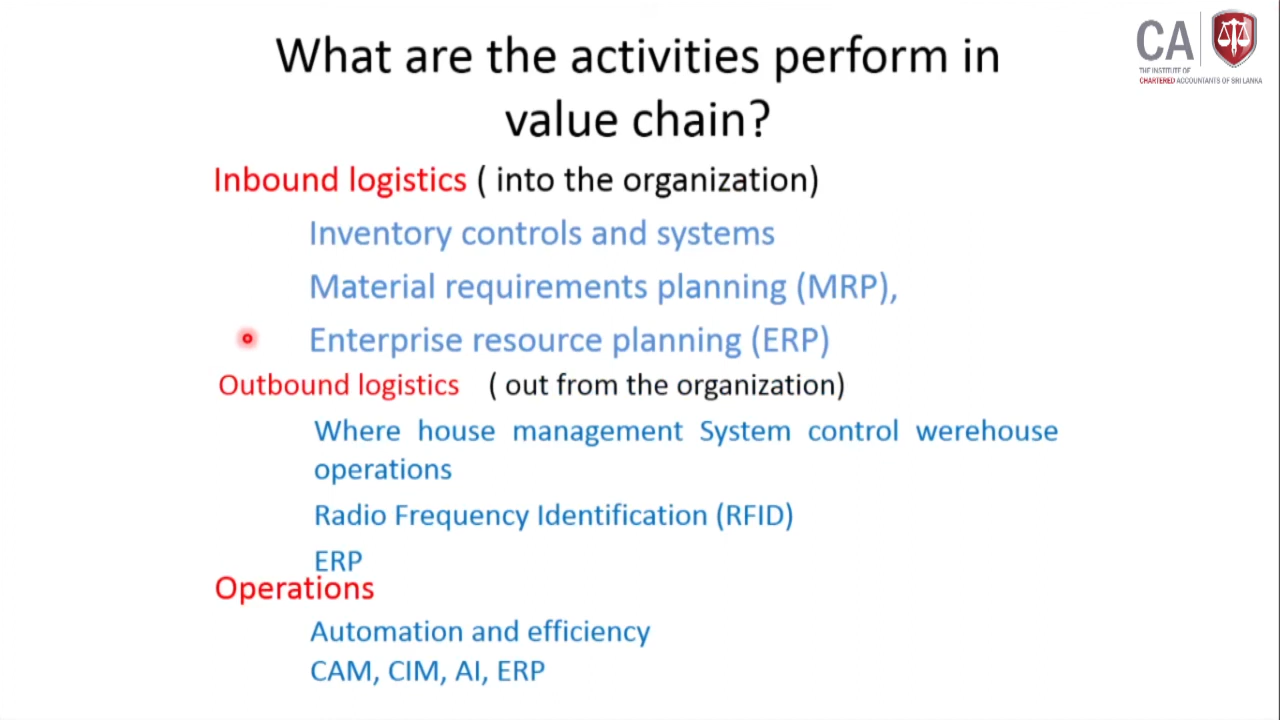 CA
THE INSTITUTE OF
CHARTERED ACCOUNTANTS OF SRI LANKA
What are the activities perform in
value chain?
Inbound logistics ( into the organization)
Inventory controls and systems
Material requirements planning (MRP),
Enterprise resource planning (ERP)
Outbound logistics ( out from the organization)
Where house management System control werehouse
operations
Radio Frequency Identification (RFID)
ERP
Operations
Automation and efficiency
CAM, CIM, AI, ERP